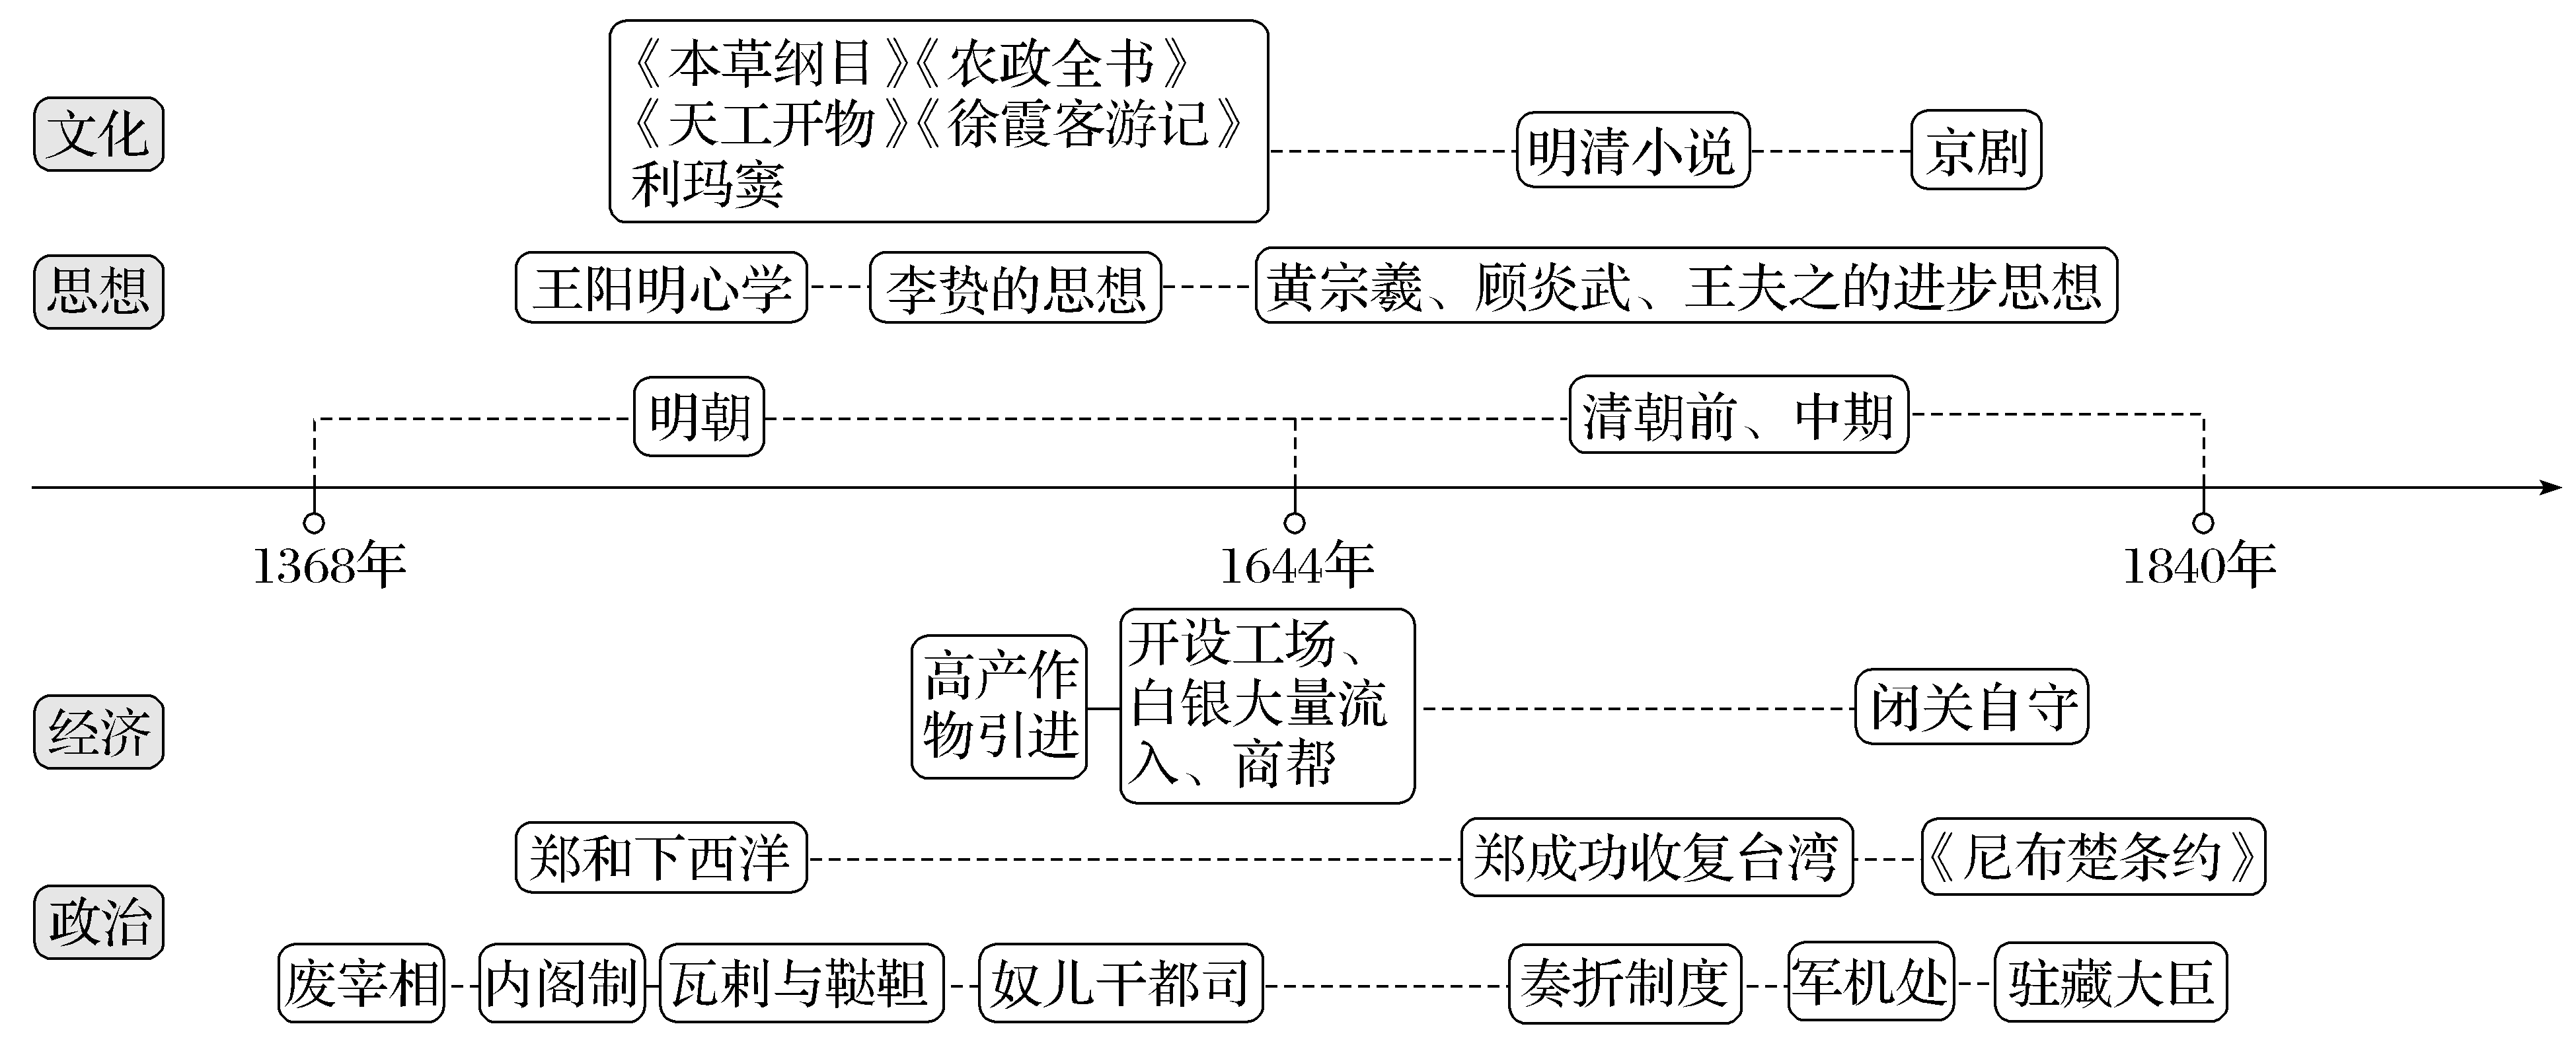 文化
《本草纲目》《农政全书》
《天工开物》《徐霞客游记》
利玛窦
明清小说
京剧
思想
王阳明心学
李贽的思想
黄宗羲、顾炎武、王夫之的进步思想
明朝
清朝前、中期
1368年
1644年
1840年
经济
高产作
物引进
开设工场、
白银大量流
入、商帮
闭关自守
政治
郑和下西洋
郑成功收复台湾
《尼布楚条约》
废宰相
内阁制
瓦剌与鞑靼
奴儿干都司
奏折制度
军机处
驻藏大臣